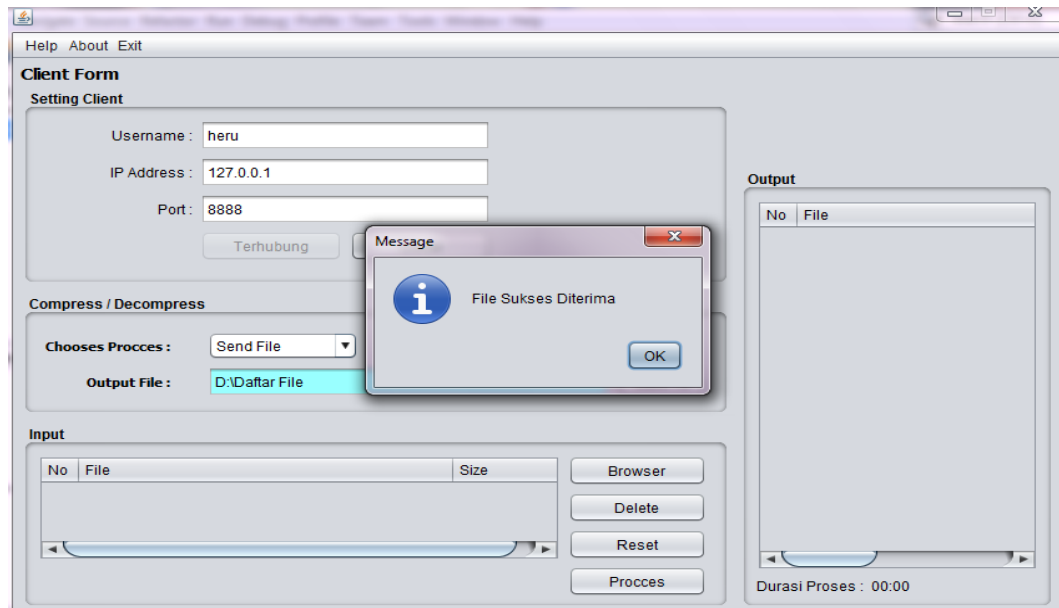 Help About Exit
Client Form
Setting Client
Username : heru
IP Address : 127.0.0.1
Port : 8888
Terhubung
Compress / Decompress
Chooses Procces : Send File
Output File : D:\Daftar File
Message
File Sukses Diterima
OK
Input
No File Size
Browser
Delete
Reset
Procces
Output
No File
Durasi Proses : 00:00